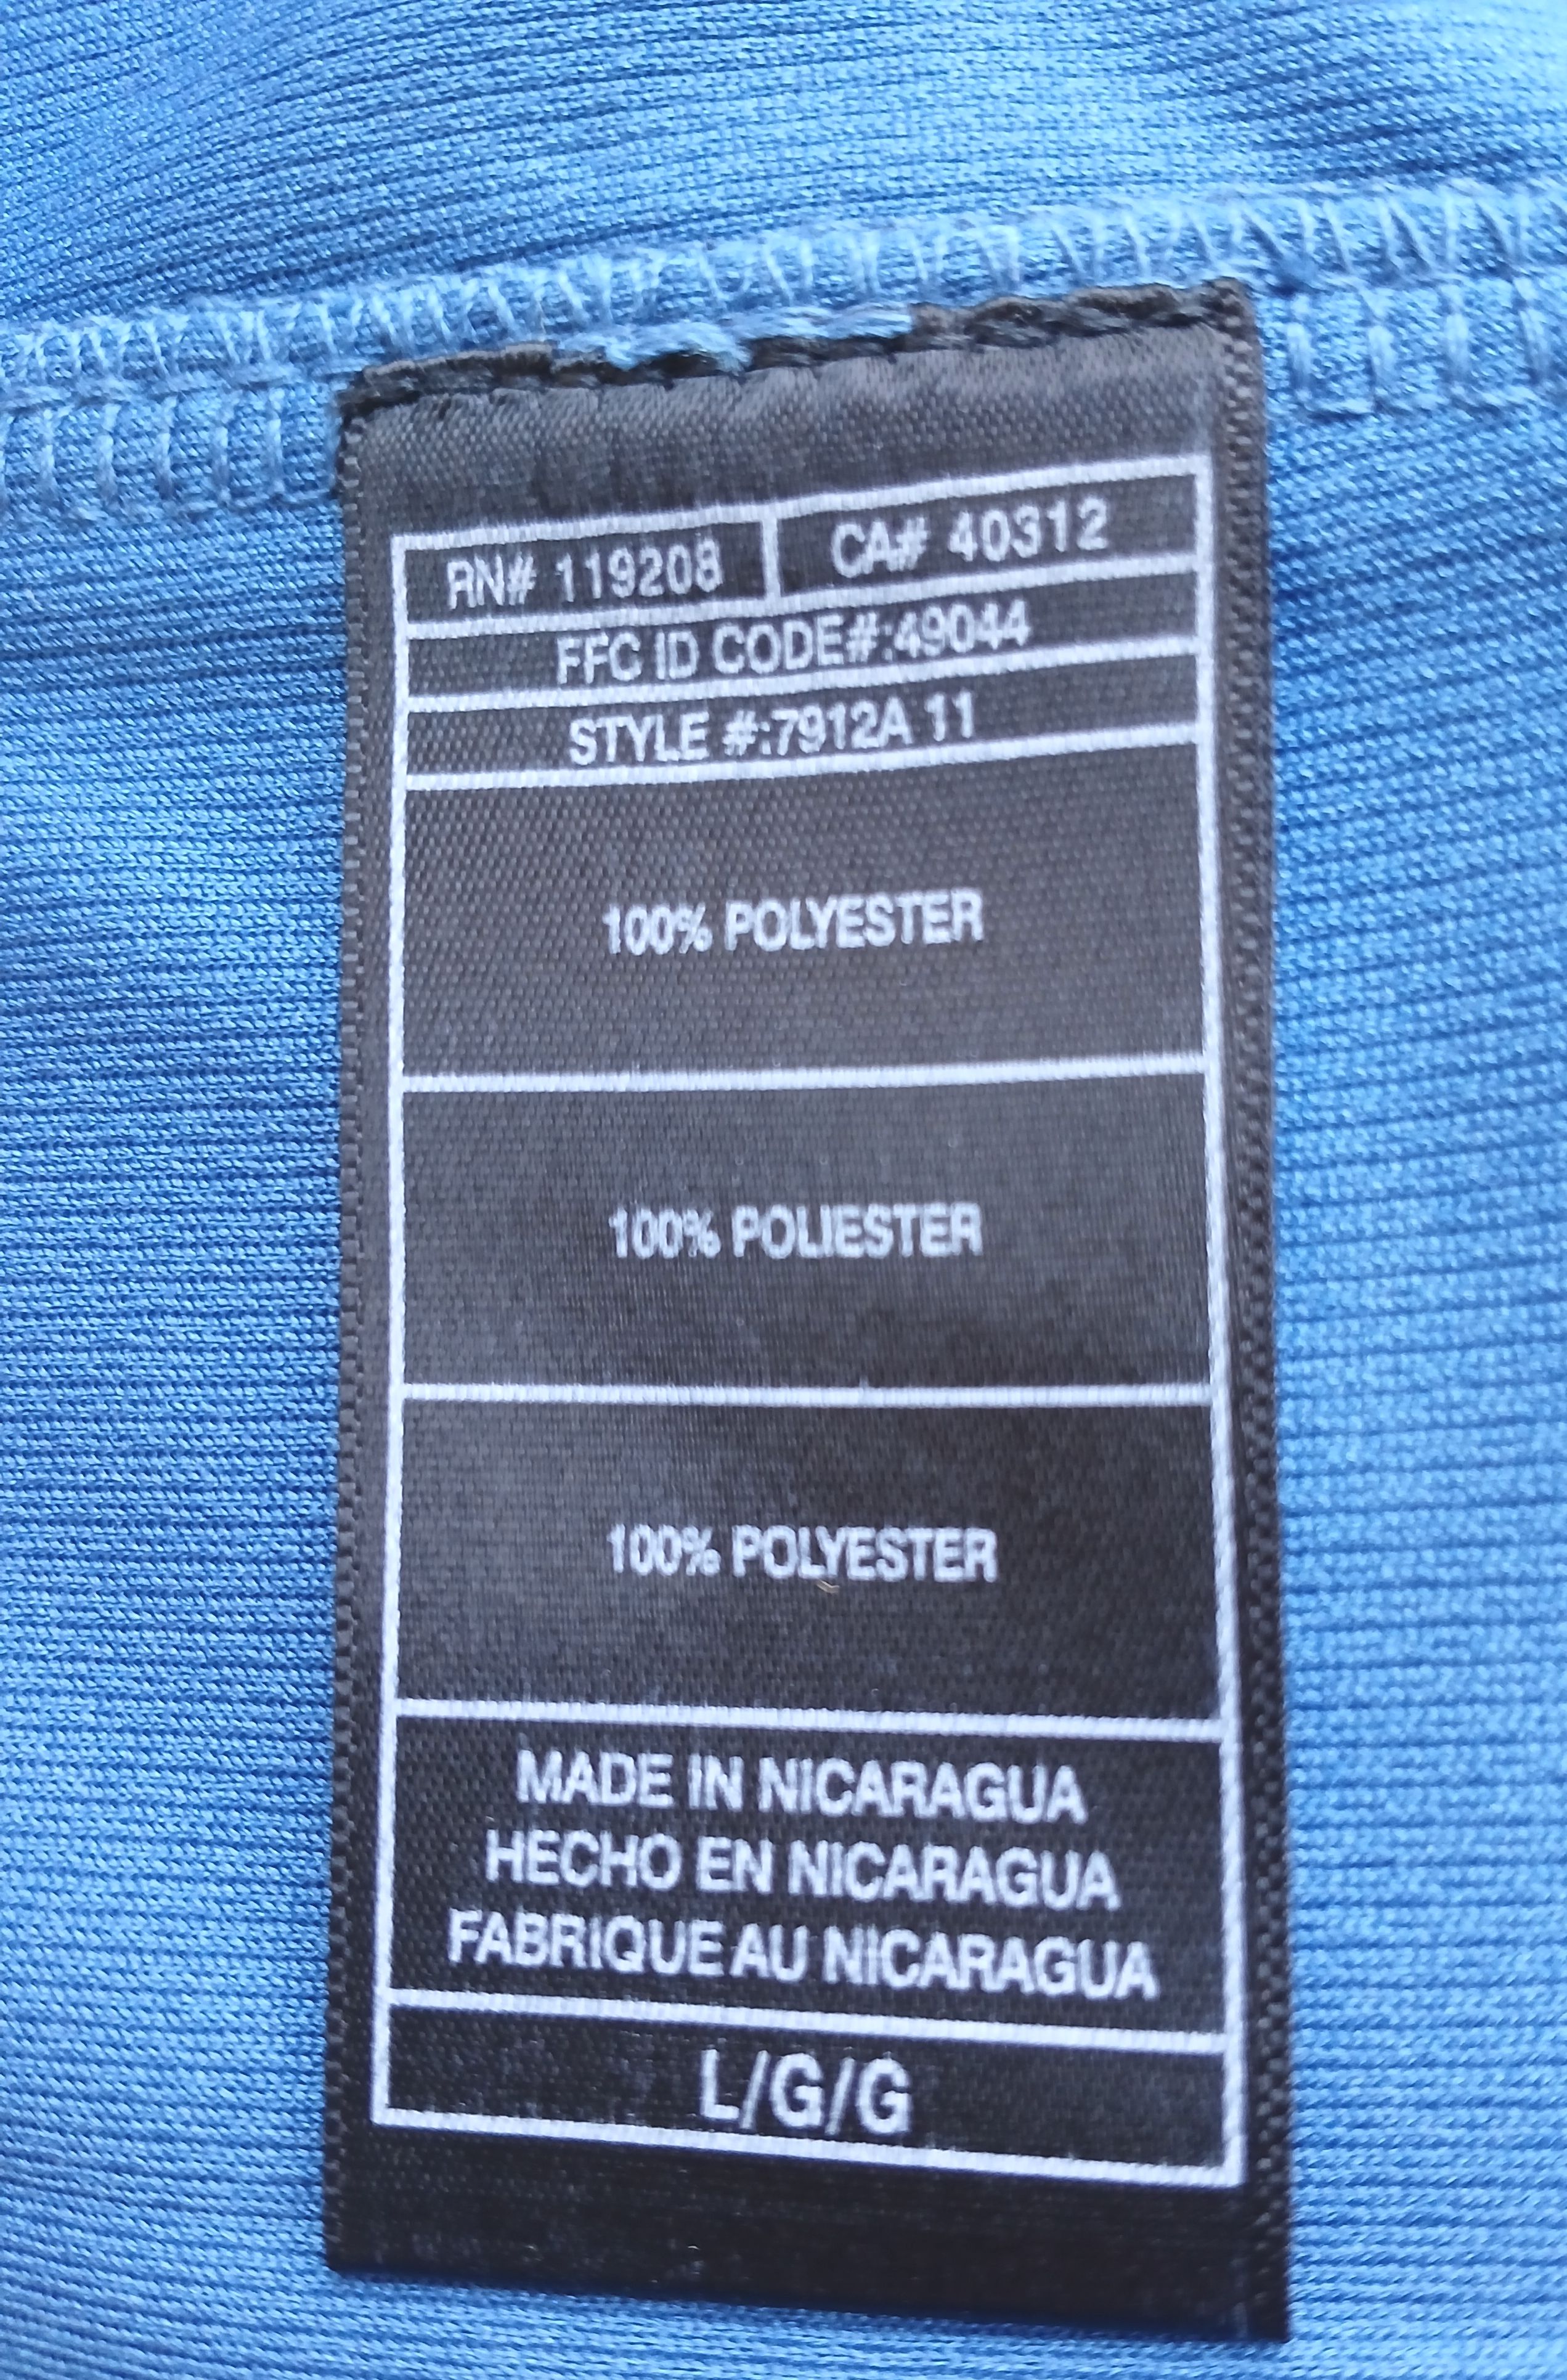 RN# 119208 CA# 40312
FFC ID CODE#:49044
STYLE #:7912A 11
100% POLYESTER
100% POLIESTER
100% POLYESTER
MADE IN NICARAGUA
HECHO EN NICARAGUA
FABRIQUE AU NICARAGUA
L/G/G